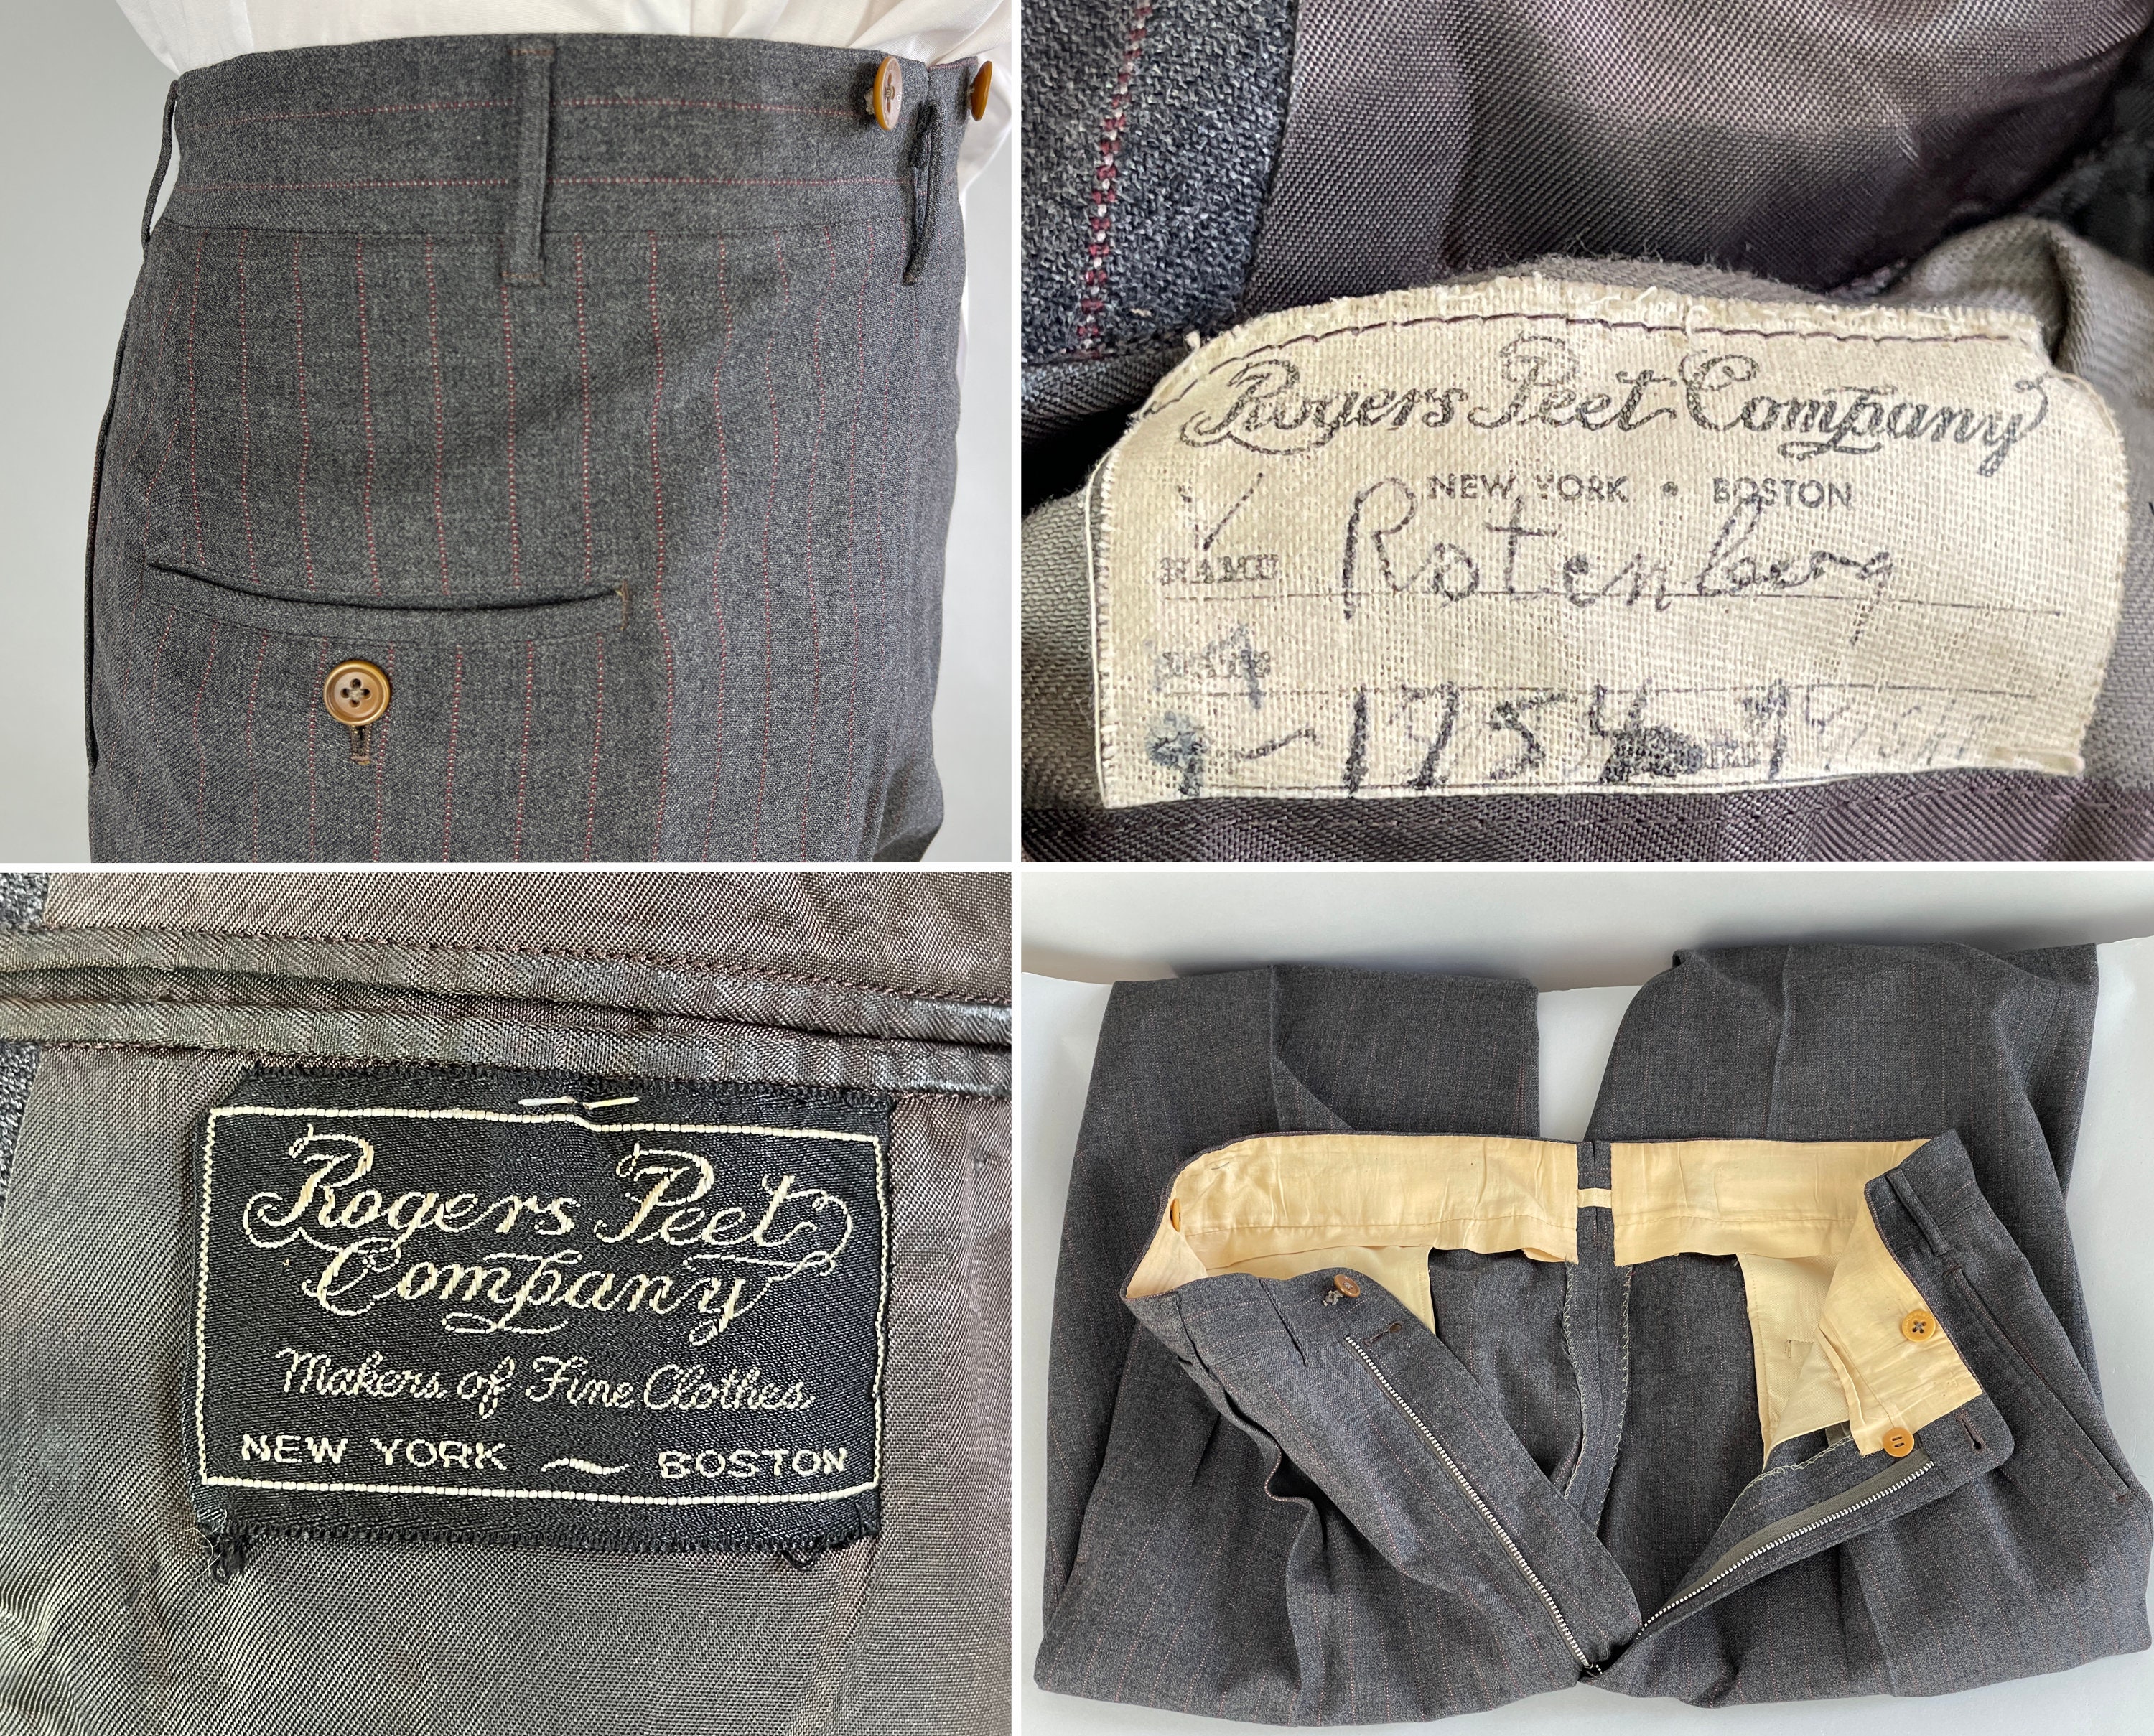 Rogers Peet Company
NEW YORK • BOSTON
NAME Rotenberg
Rogers Peet
Company
Makers of Fine Clothes
NEW YORK ~ BOSTON